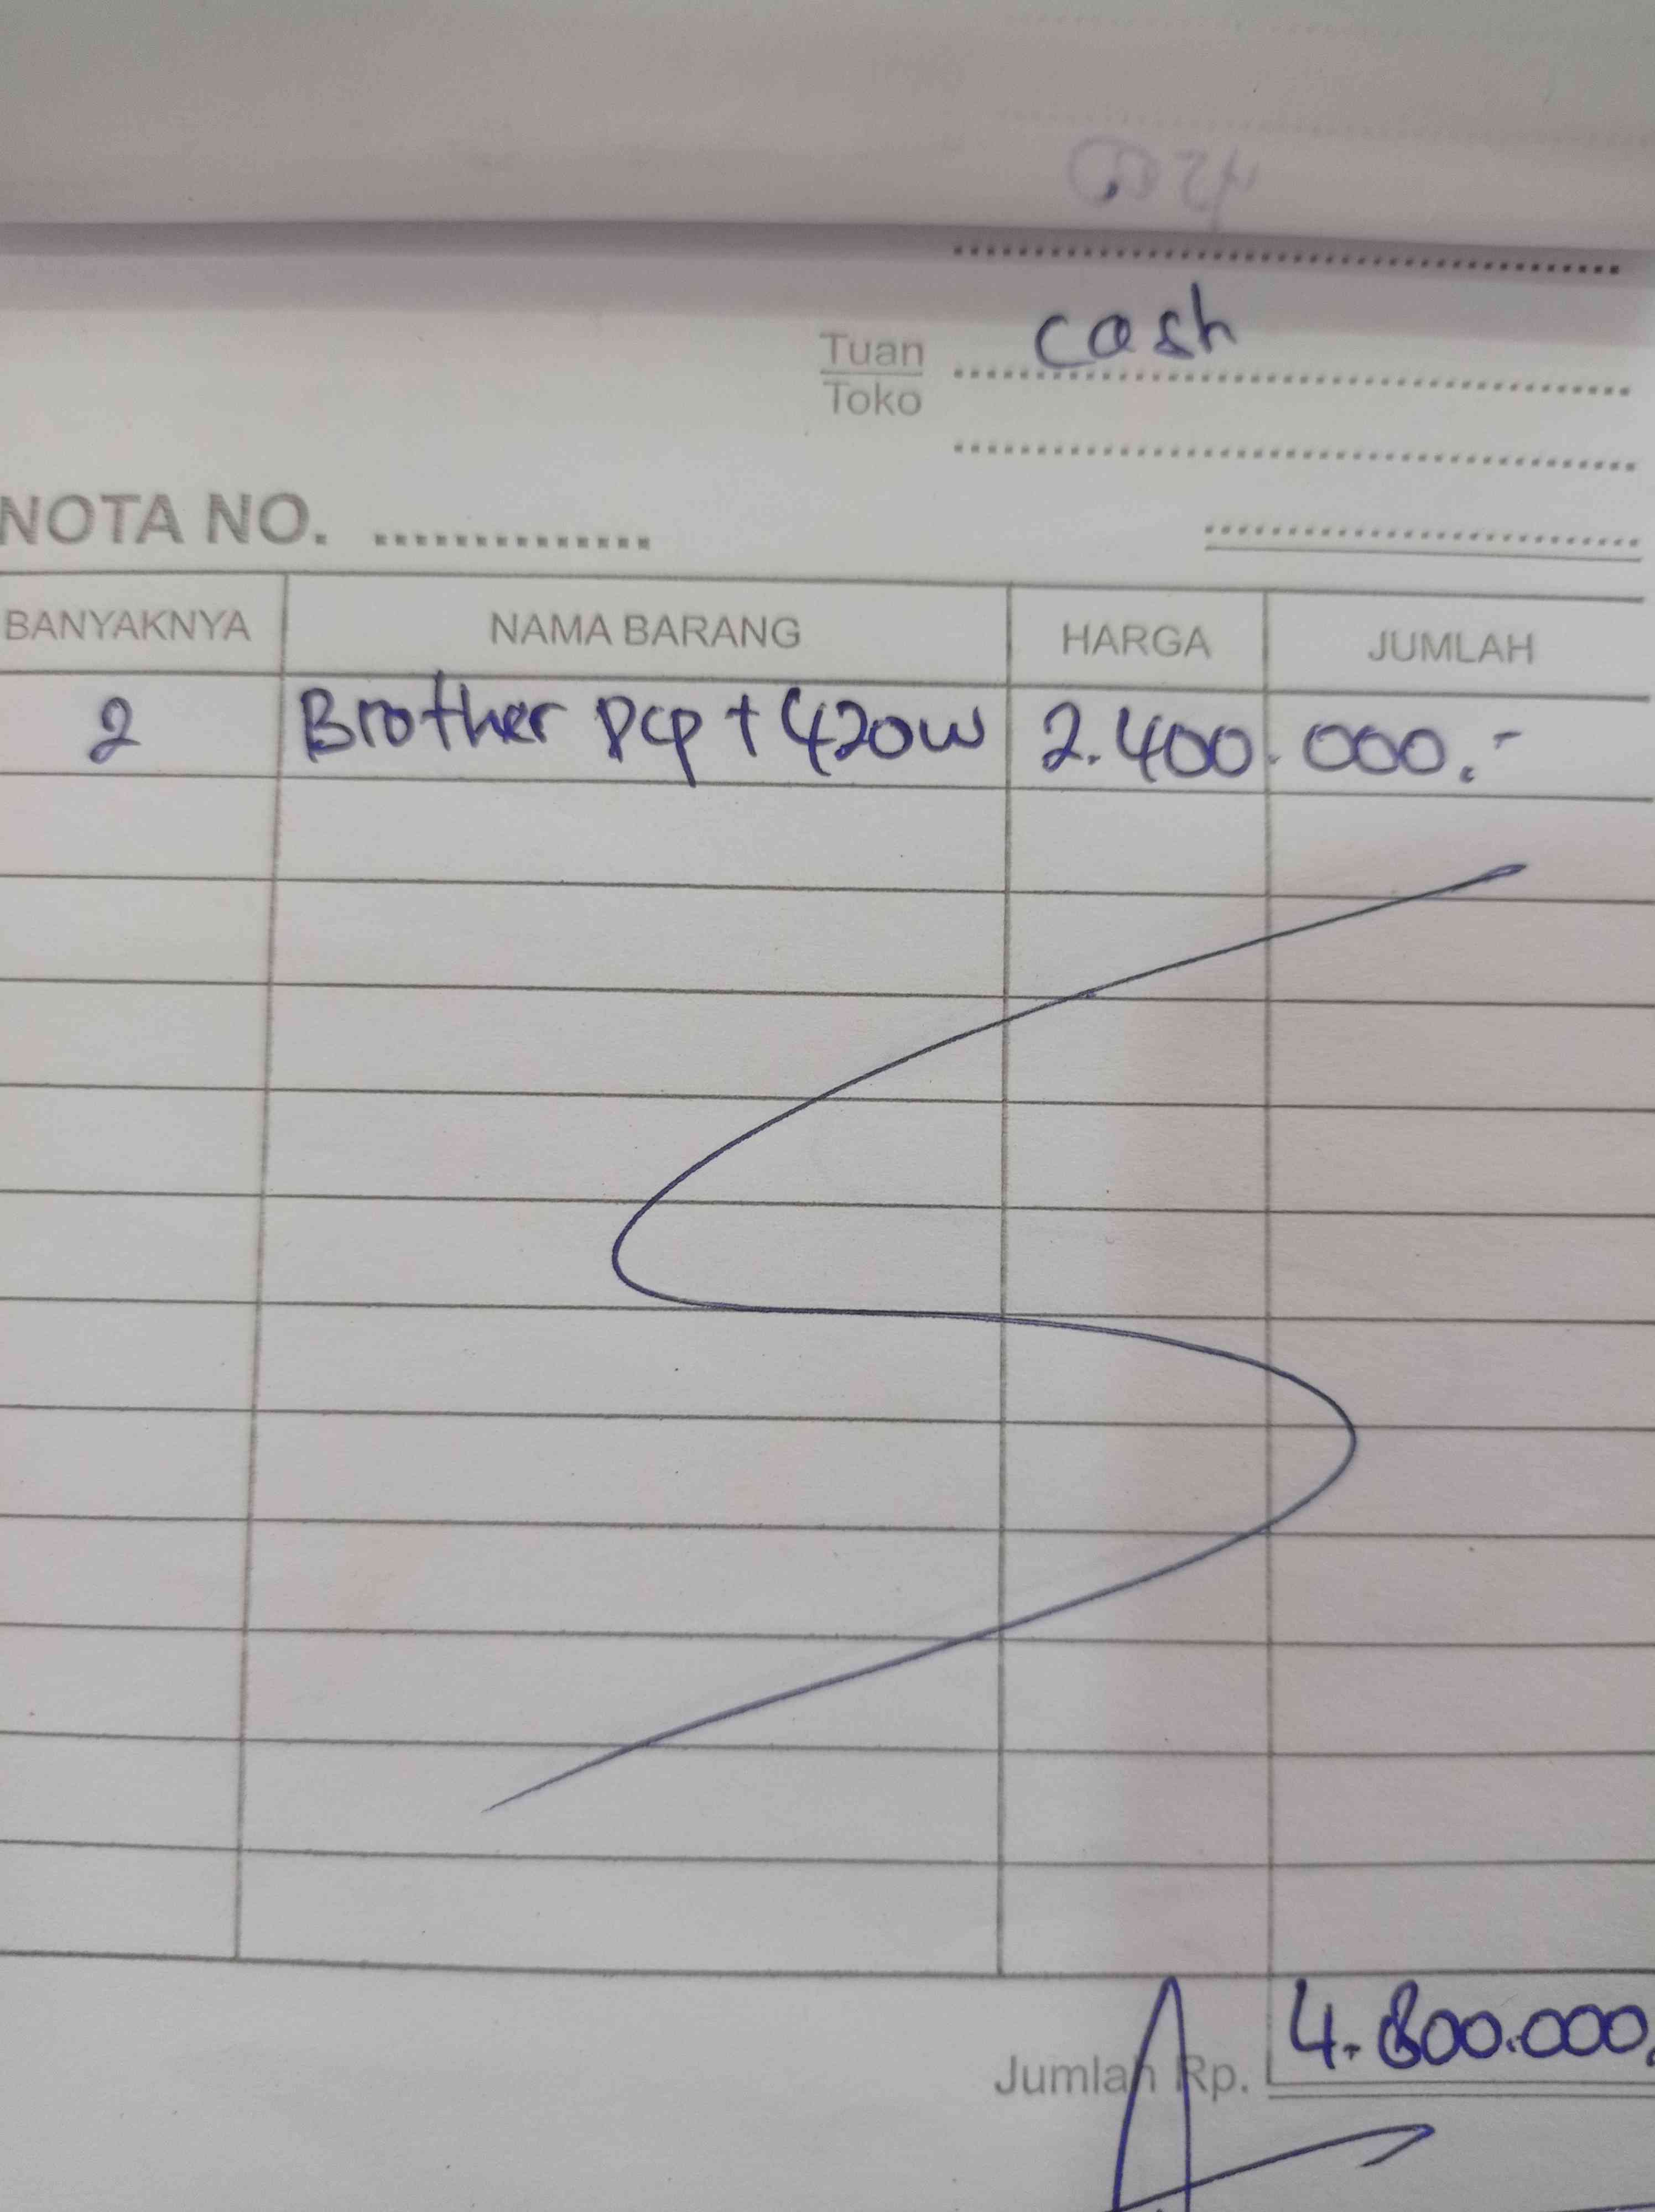 cash
Tuan
Toko
NOTA NO.
BANYAKNYA NAMA BARANG HARGA JUMLAH
2 Brother Dcp t 420w 2.400.000.-
Jumlah Rp. 4.800.000.